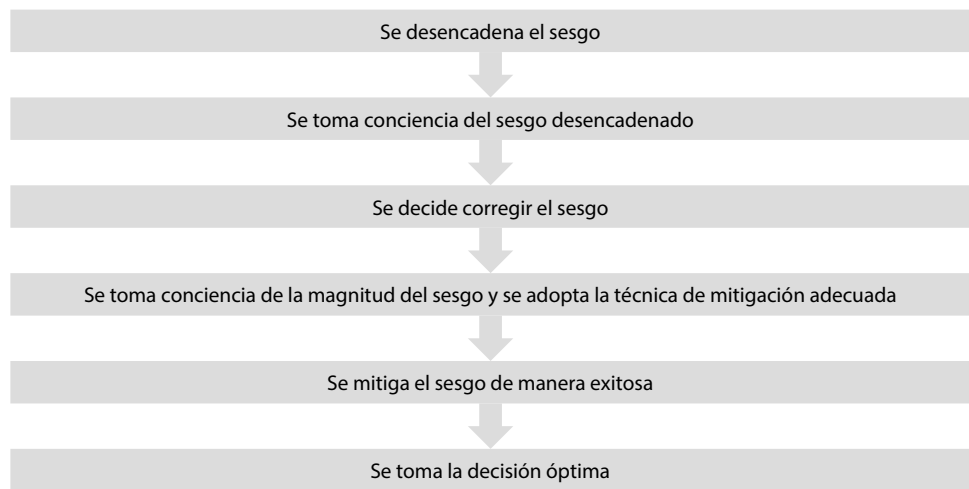 Se desencadena el sesgo
Se toma conciencia del sesgo desencadenado
Se decide corregir el sesgo
Se toma conciencia de la magnitud del sesgo y se adopta la técnica de mitigación adecuada
Se mitiga el sesgo de manera exitosa
Se toma la decisión óptima